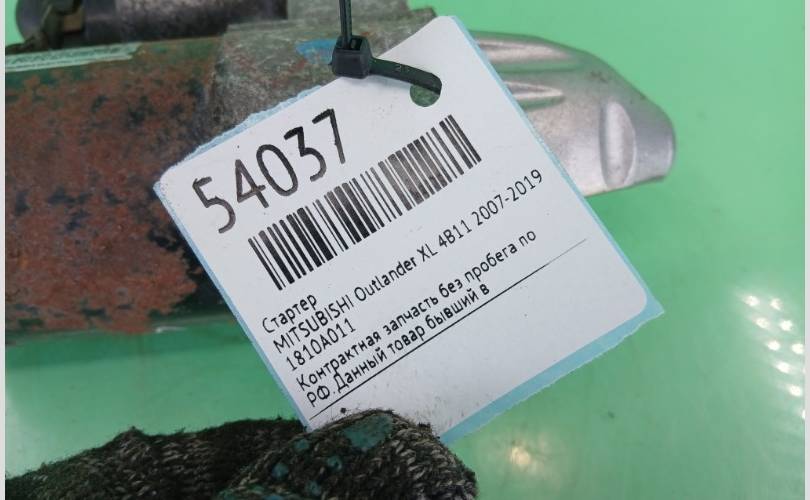 54037
Стартер
MITSUBISHI Outlander XL 4B11 2007-2019
1810A011
Контрактная запчасть без пробега по
РФ.Данный товар бывший в